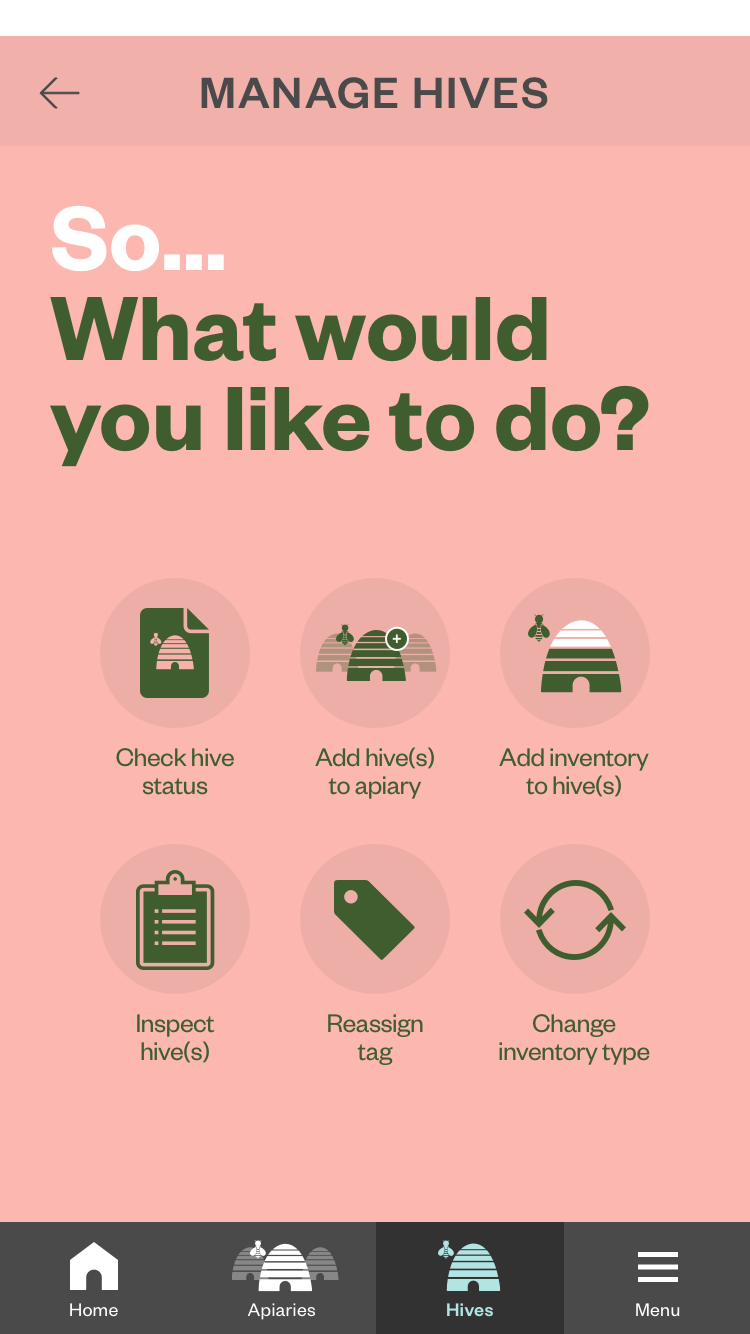 MANAGE HIVES
So...
What would
you like to do?
Check hive
status
Add hive(s)
to apiary
Add inventory
to hive(s)
Inspect
hive(s)
Reassign
tag
Change
inventory type
Home
Apiaries
Hives
Menu